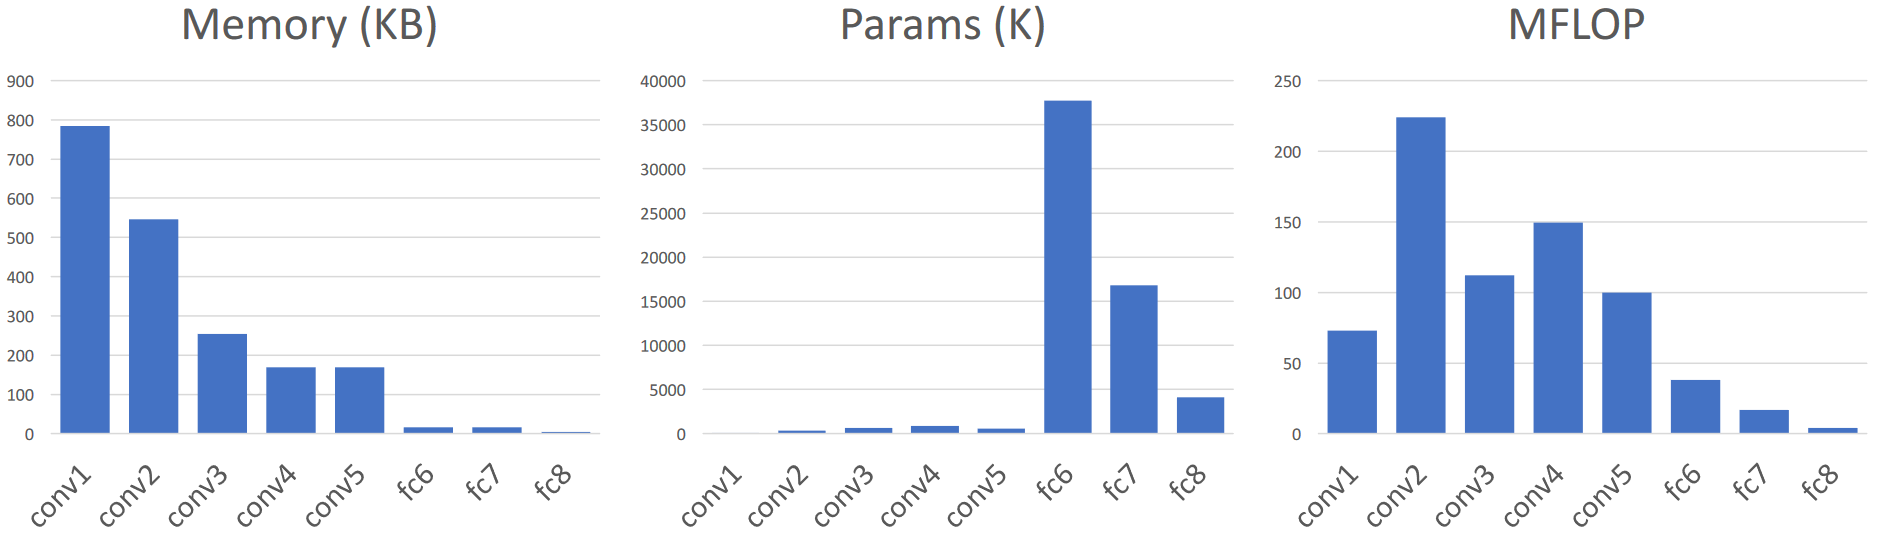 Memory (KB)
900
800
700
600
500
400
300
200
100
0
conv1
conv2
conv3
conv4
conv5
fc6
fc7
fc8
Params (K)
40000
35000
30000
25000
20000
15000
10000
5000
0
conv1
conv2
conv3
conv4
conv5
fc6
fc7
fc8
MFLOP
250
200
150
100
50
0
conv1
conv2
conv3
conv4
conv5
fc6
fc7
fc8